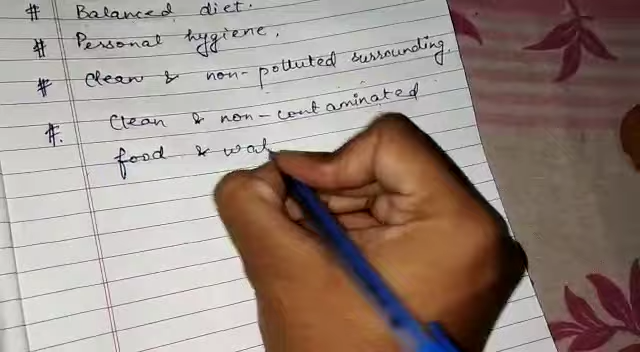 # Balanced diet.
# Personal hygiene.
# Clean & non-polluted surrounding.
#. Clean & non-contaminated
food & wat